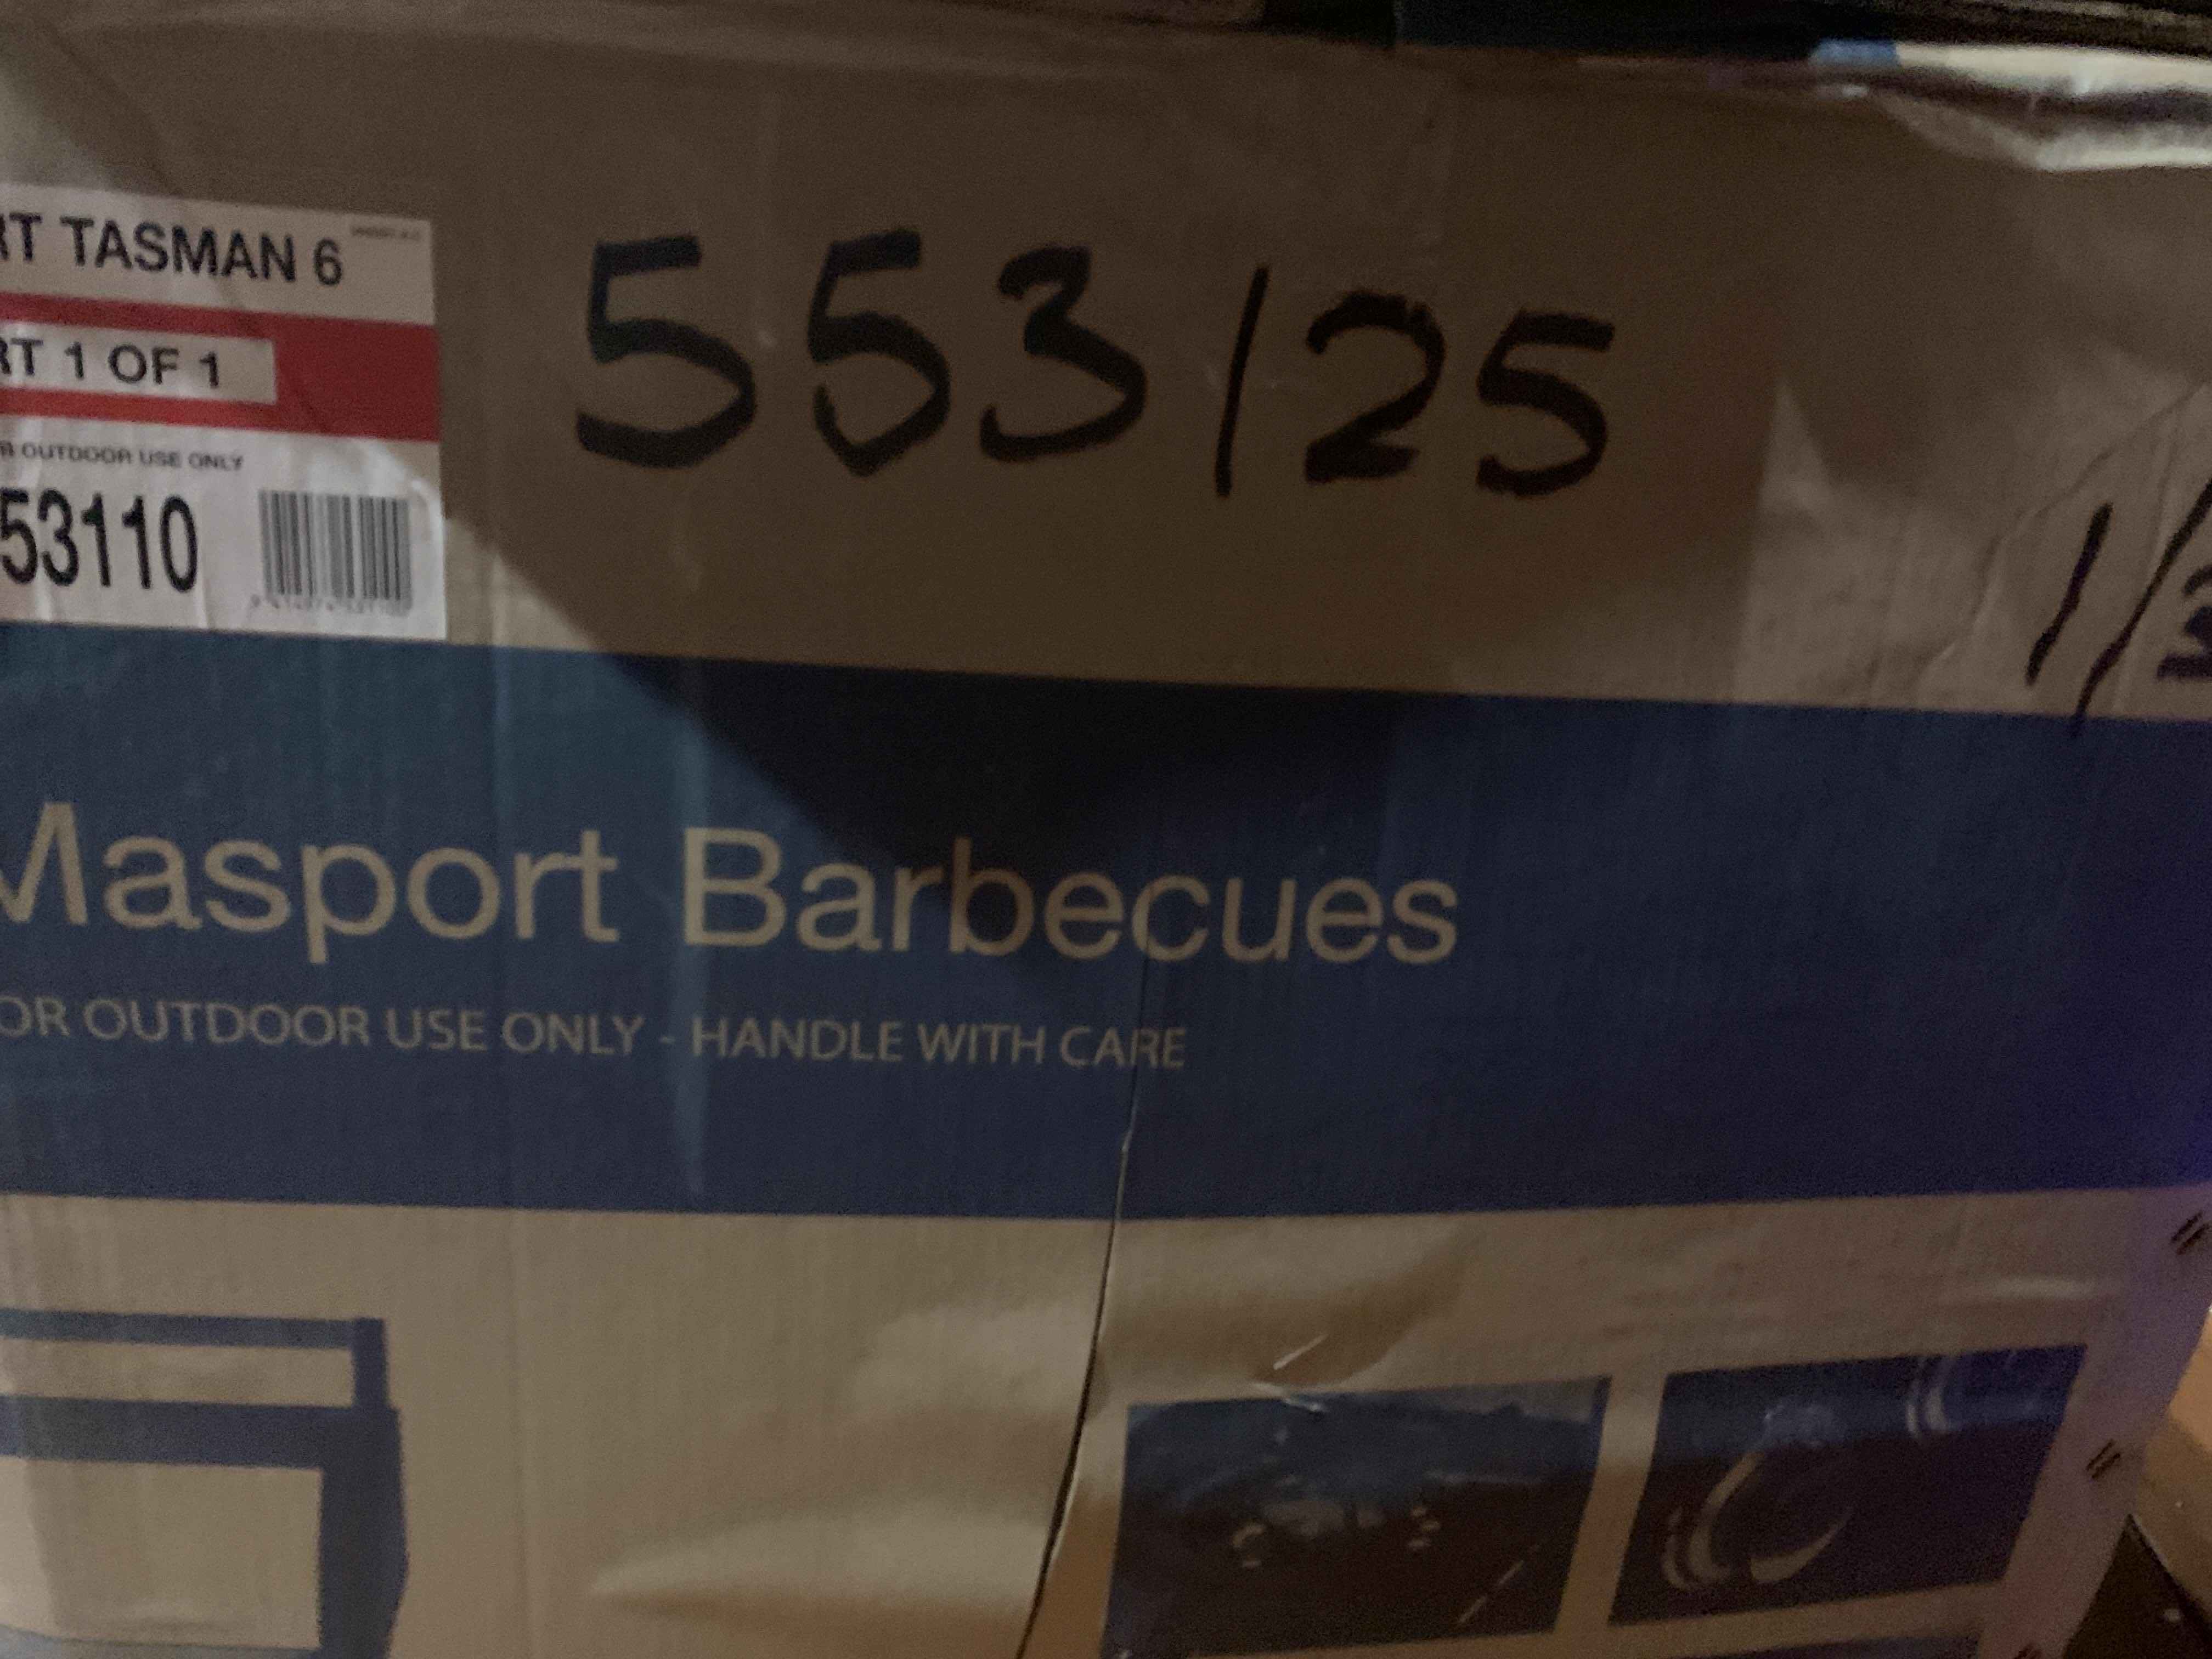 RT TASMAN 6
RT 1 OF 1
R OUTDOOR USE ONLY
53110
553/25
1/
Masport Barbecues
OR OUTDOOR USE ONLY - HANDLE WITH CARE